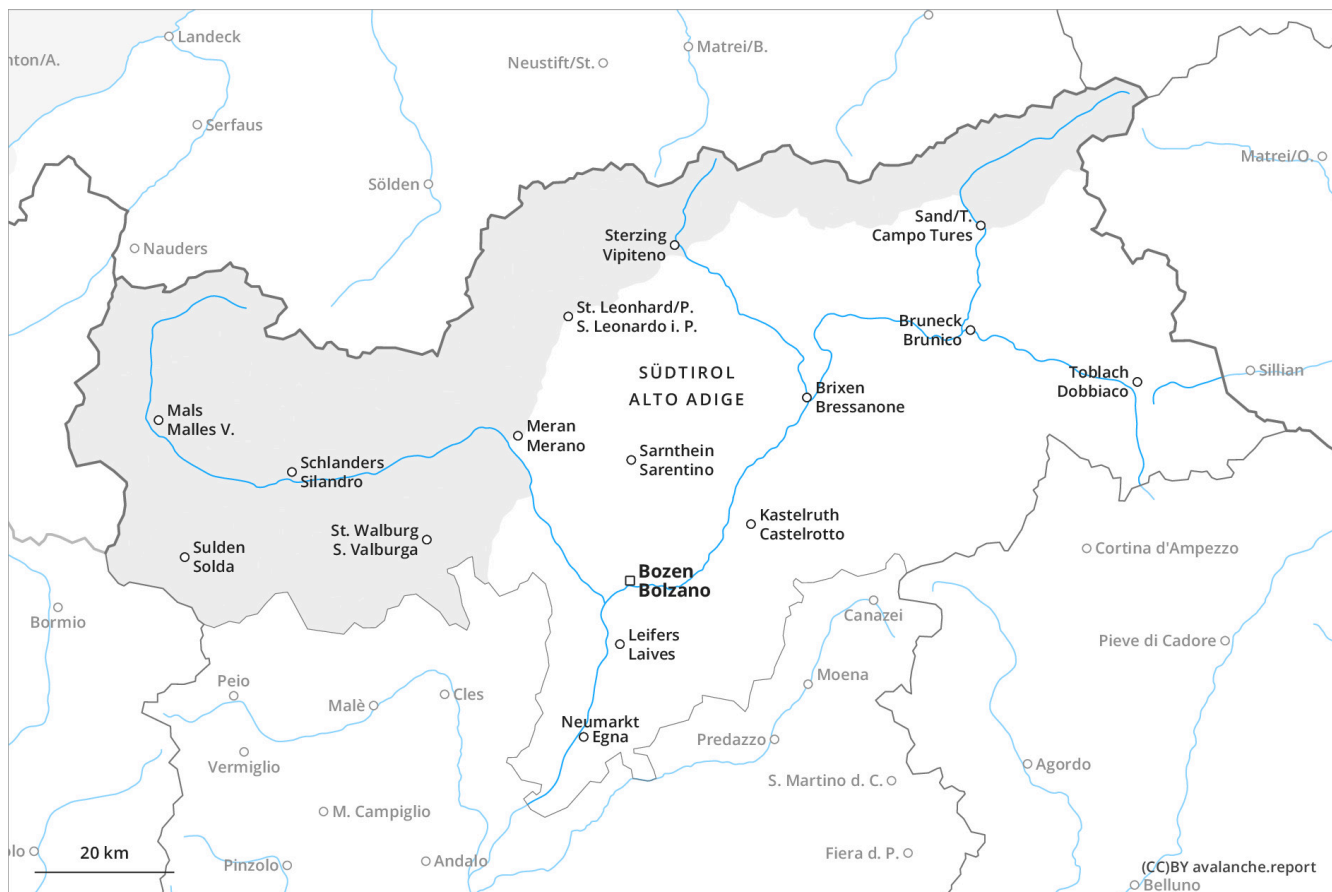 Landeck
Matrei/B.
nton/A.
Neustift/St.
Serfaus
Matrei/O.
Sölden
Sand/T.
Campo Tures
Sterzing
Vipiteno
Nauders
St. Leonhard/P.
S. Leonardo i. P.
Bruneck
Brunico
SÜDTIROL
ALTO ADIGE
Toblach
Dobbiaco
Sillian
Brixen
Bressanone
Mals
Malles V.
Meran
Merano
Sarnthein
Sarentino
Schlanders
Silandro
Kastelruth
Castelrotto
St. Walburg
S. Valburga
Sulden
Solda
Cortina d'Ampezzo
Bozen
Bolzano
Bormio
Canazei
Leifers
Laives
Pieve di Cadore
Peio
Malè
Cles
Moena
Neumarkt
Egna
Predazzo
Vermiglio
Agordo
S. Martino d. C.
M. Campiglio
olo
20 km
Pinzolo
Andalo
Fiera d. P.
(CC)BY avalanche.report
Belluno